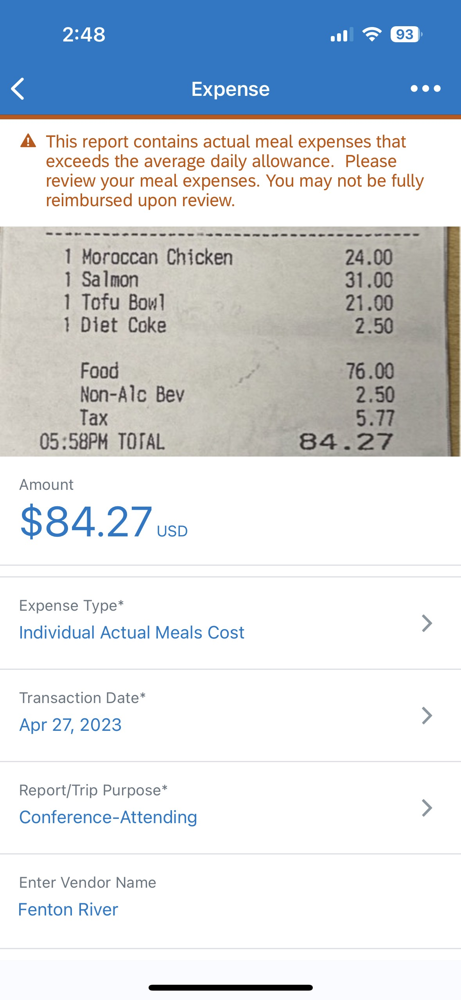 2:48
93
Expense
This report contains actual meal expenses that
exceeds the average daily allowance.  Please
review your meal expenses. You may not be fully
reimbursed upon review.
1 Moroccan Chicken 24.00
1 Salmon 31.00
1 Tofu Bowl 21.00
1 Diet Coke 2.50
Food 76.00
Non-Alc Bev 2.50
Tax 5.77
05:58PM TOTAL 84.27
Amount
$84.27 USD
Expense Type*
Individual Actual Meals Cost
Transaction Date*
Apr 27, 2023
Report/Trip Purpose*
Conference-Attending
Enter Vendor Name
Fenton River